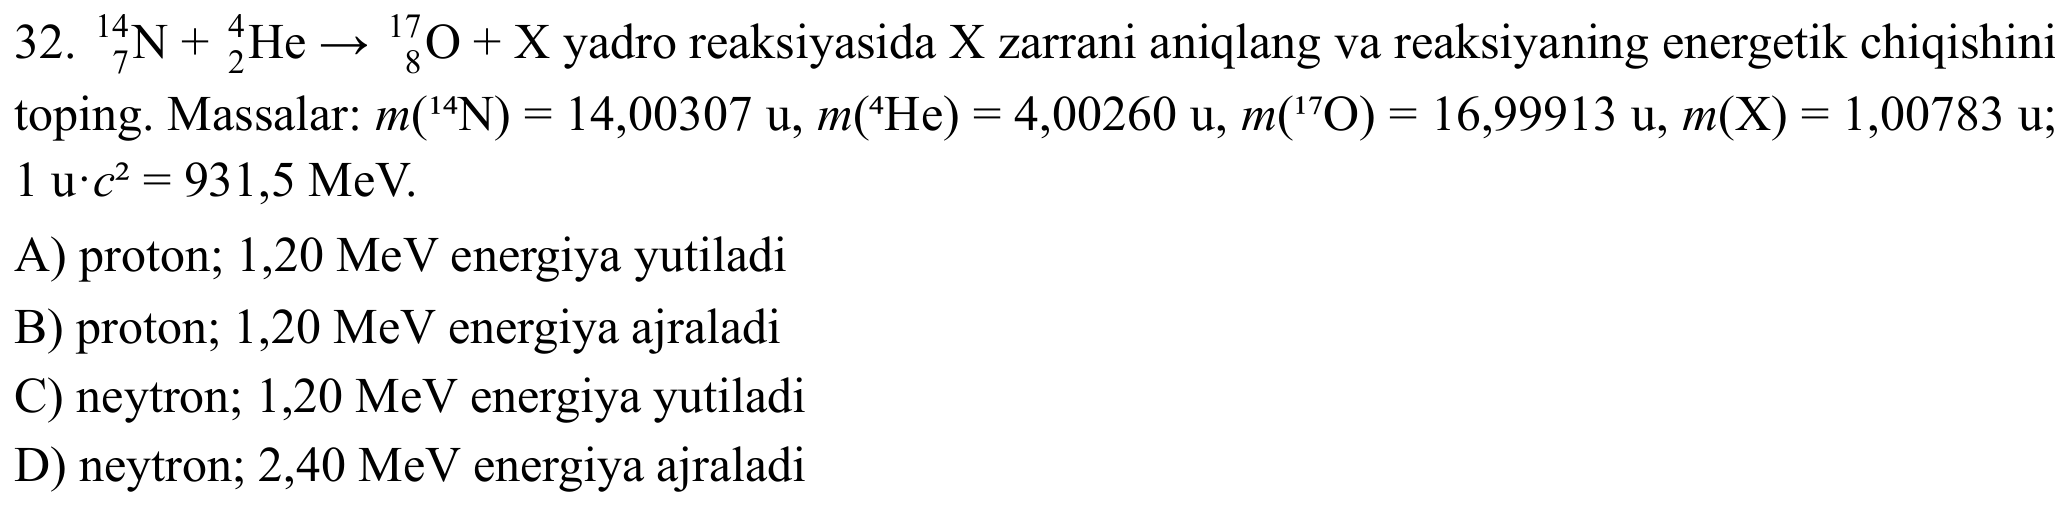 32. ¹⁴₇N + ⁴₂He → ¹⁷₈O + X yadro reaksiyasida X zarrani aniqlang va reaksiyaning energetik chiqishini
toping. Massalar: m(¹⁴N) = 14,00307 u, m(⁴He) = 4,00260 u, m(¹⁷O) = 16,99913 u, m(X) = 1,00783 u;
1 u·c² = 931,5 MeV.
A) proton; 1,20 MeV energiya yutiladi
B) proton; 1,20 MeV energiya ajraladi
C) neytron; 1,20 MeV energiya yutiladi
D) neytron; 2,40 MeV energiya ajraladi